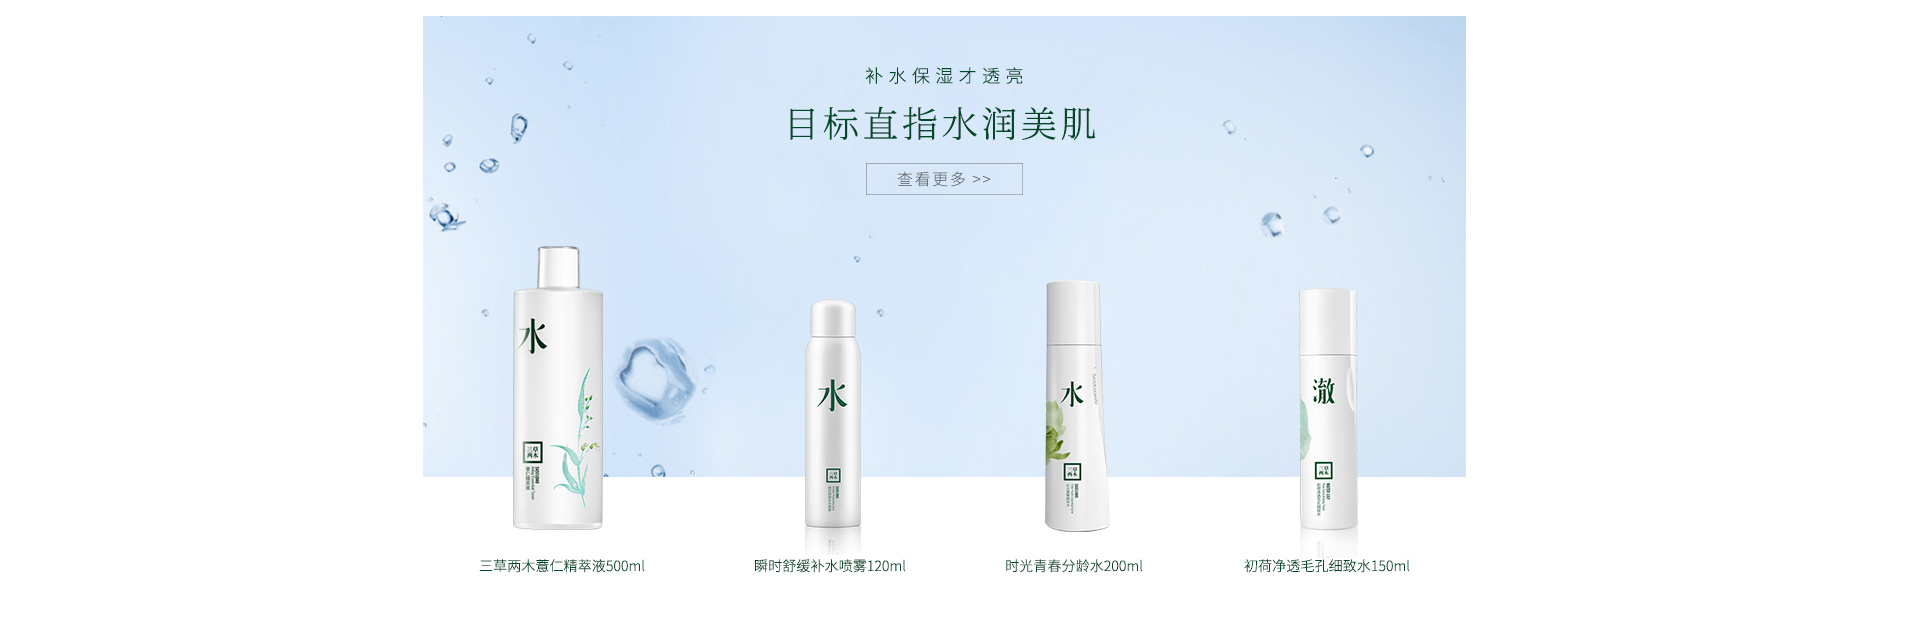 补水保湿才透亮
目标直指水润美肌
查看更多 >>
水
三草
两木
水
三草
两木
水
三草
两木
澈
三草
两木
三草两木薏仁精萃液500ml
瞬时舒缓补水喷雾120ml
时光青春分龄水200ml
初荷净透毛孔细致水150ml